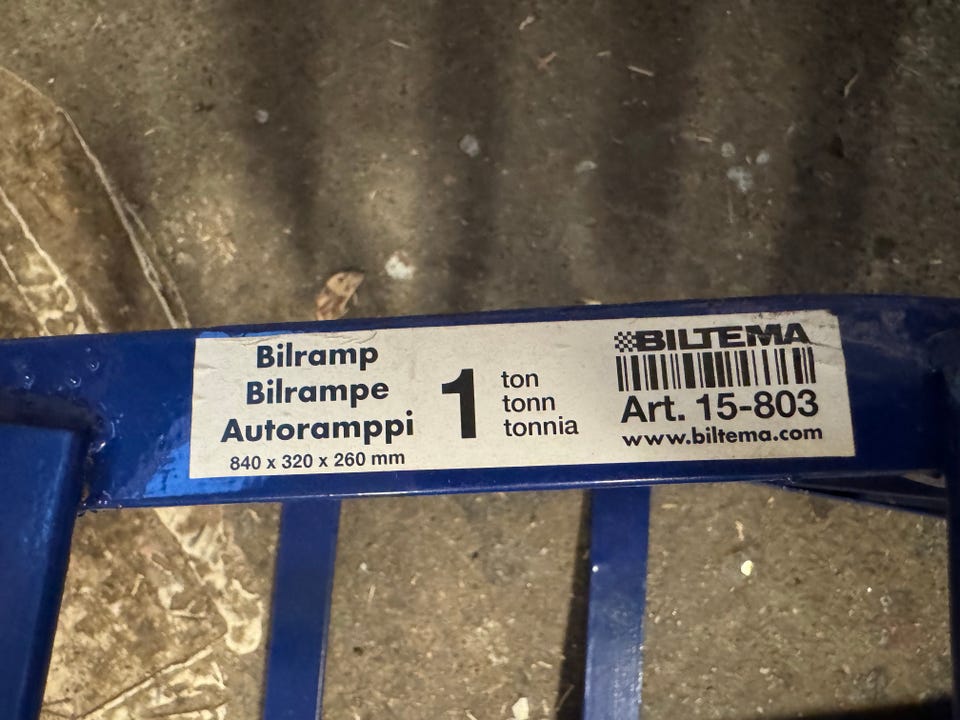 Bilramp
Bilrampe
Autoramppi
840 x 320 x 260 mm
1
ton
tonn
tonnia
BILTEMA
Art. 15-803
www.biltema.com